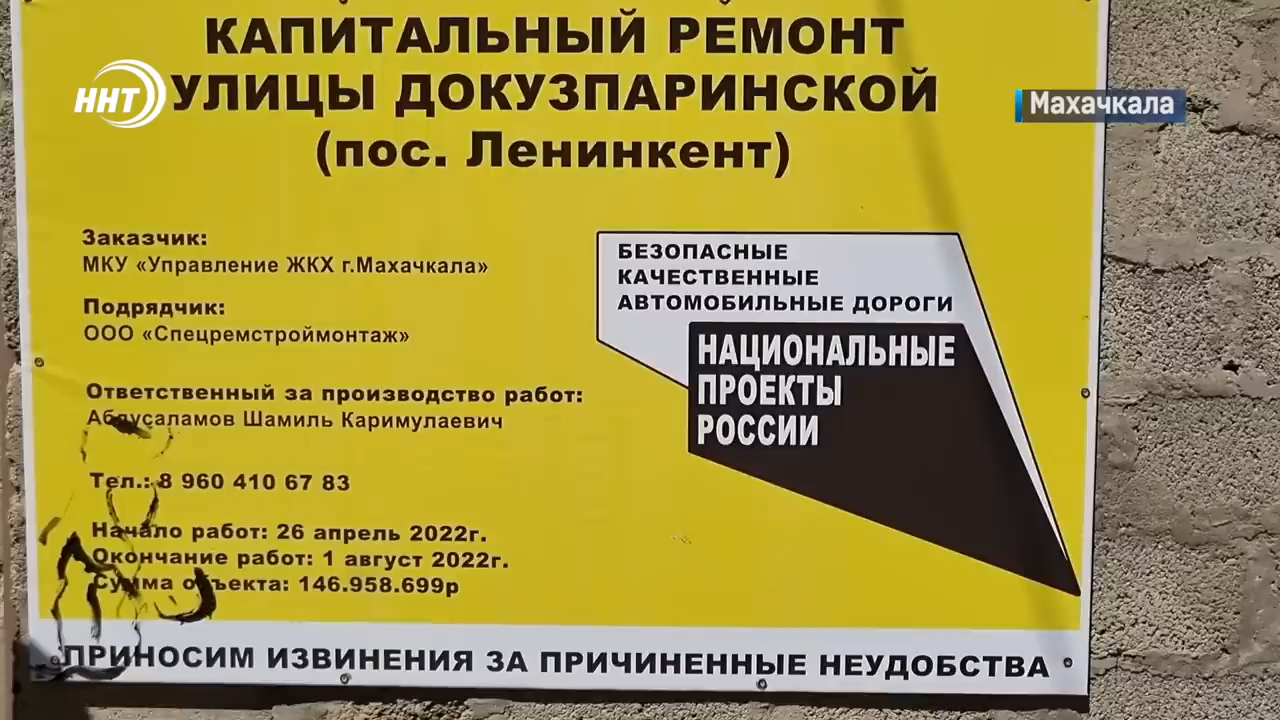 КАПИТАЛЬНЫЙ РЕМОНТ
ННТ
УЛИЦЫ ДОКУЗПАРИНСКОЙ
Махачкала
(пос. Ленинкент)
Заказчик:
МКУ «Управление ЖКХ г.Махачкала»
Подрядчик:
ООО «Спецремстроймонтаж»
Ответственный за производство работ:
Абдусаламов Шамиль Каримулаевич
Тел.: 8 960 410 67 83
Начало работ: 26 апрель 2022г.
Окончание работ: 1 август 2022г.
Сумма объекта: 146.958.699р
БЕЗОПАСНЫЕ
КАЧЕСТВЕННЫЕ
АВТОМОБИЛЬНЫЕ ДОРОГИ
НАЦИОНАЛЬНЫЕ
ПРОЕКТЫ
РОССИИ
ПРИНОСИМ ИЗВИНЕНИЯ ЗА ПРИЧИНЕННЫЕ НЕУДОБСТВА